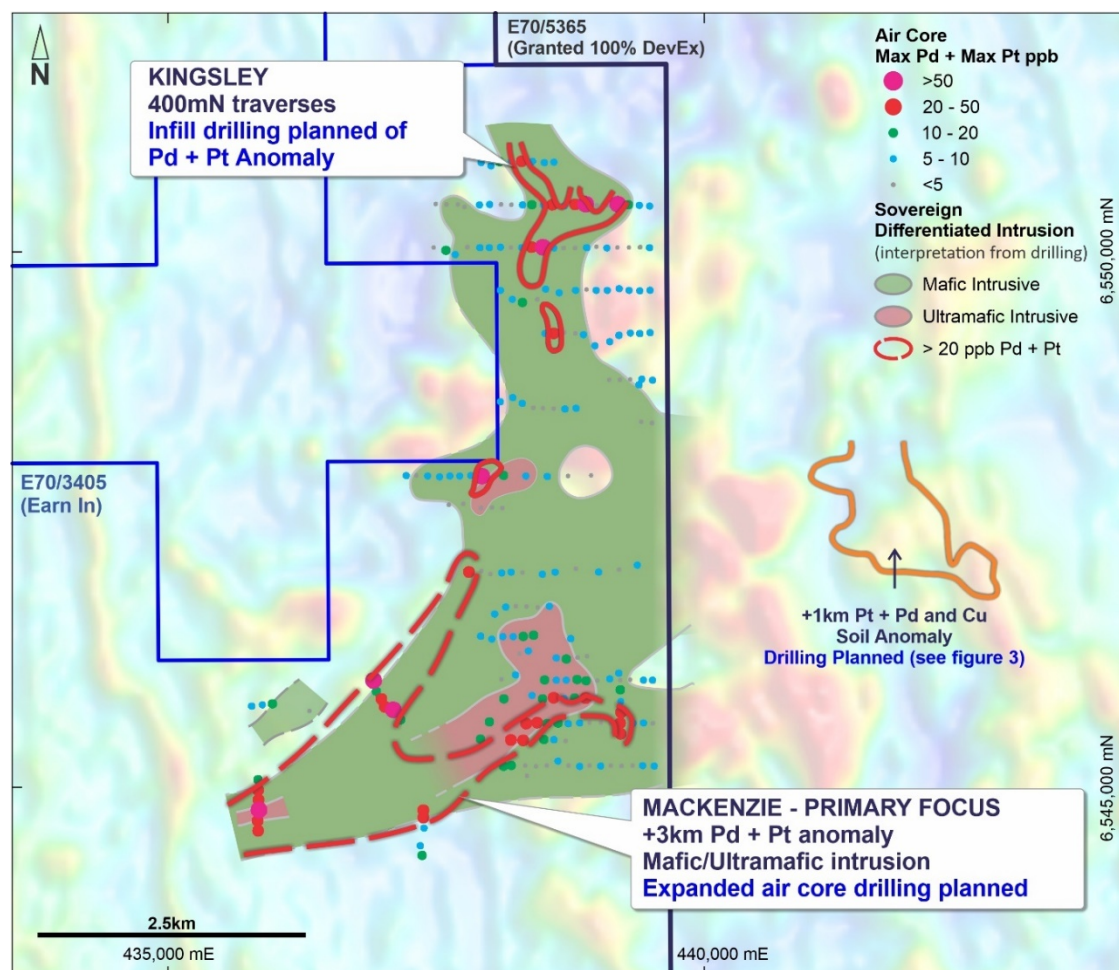 E70/5365
(Granted 100% DevEx)
N
KINGSLEY
400mN traverses
Infill drilling planned of
Pd + Pt Anomaly
Air Core
Max Pd + Max Pt ppb
>50
20 - 50
10 - 20
5 - 10
<5
Sovereign
Differentiated Intrusion
(interpretation from drilling)
Mafic Intrusive
Ultramafic Intrusive
> 20 ppb Pd + Pt
6,550,000 mN
E70/3405
(Earn In)
+1km Pt + Pd and Cu
Soil Anomaly
Drilling Planned (see figure 3)
MACKENZIE - PRIMARY FOCUS
+3km Pd + Pt anomaly
Mafic/Ultramafic intrusion
Expanded air core drilling planned
6,545,000 mN
2.5km
435,000 mE
440,000 mE